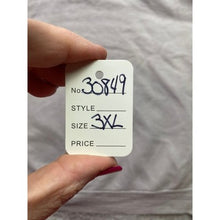 No. 30849
STYLE
SIZE 3XL
PRICE